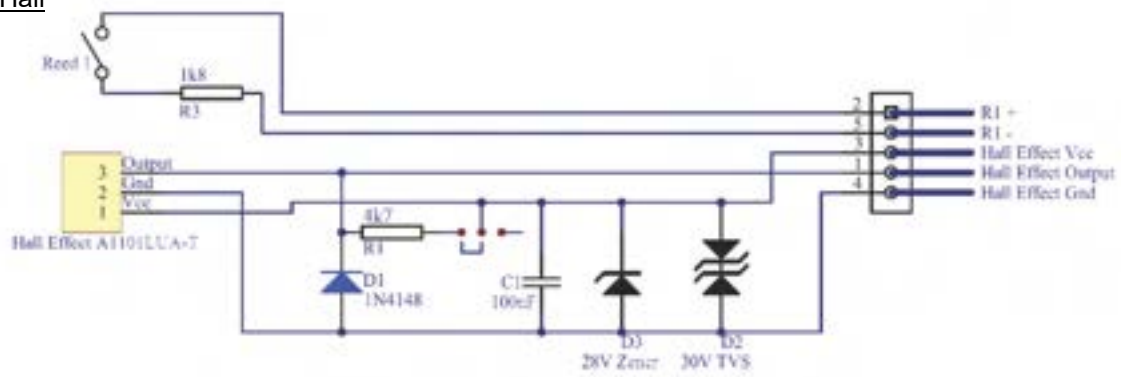 Hall
Reed 1
1k8
R3
2
R1 +
5
R1 -
3
Hall Effect Vcc
1
Hall Effect Output
4
Hall Effect Gnd
3
Output
2
Gnd
1
Vcc
Hall Effect A1101LUA-T
4k7
R1
D1
1N4148
C1
100nF
D3
28V Zener
D2
30V TVS